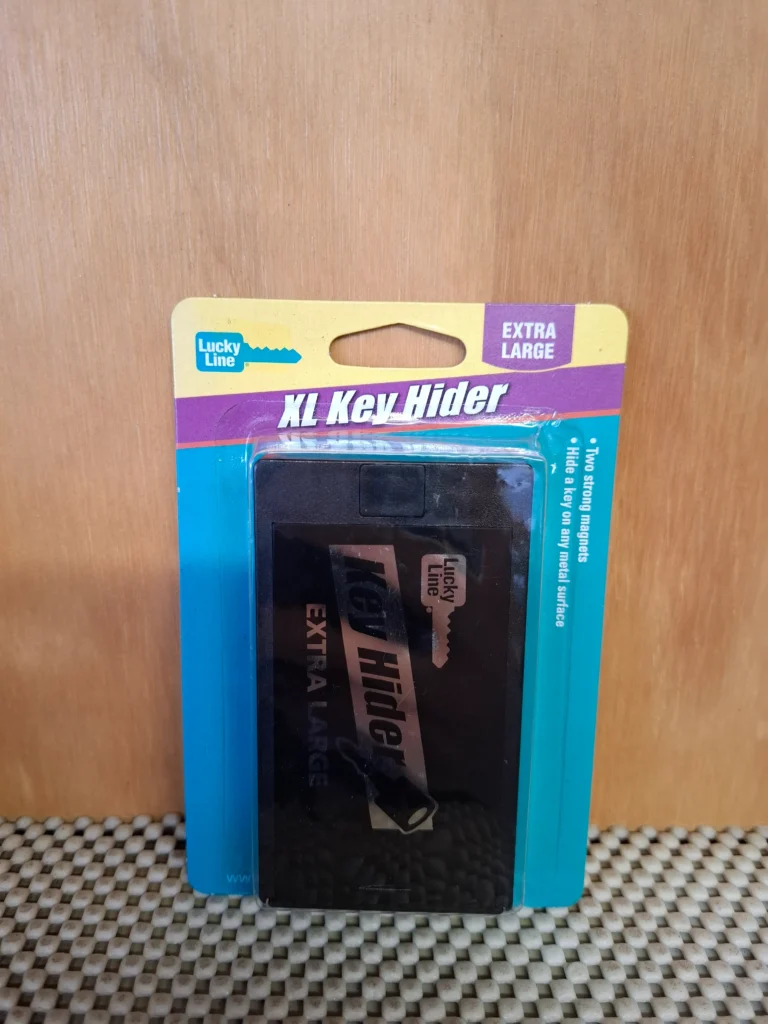 Lucky
Line
EXTRA
LARGE
XL Key Hider
• Two strong magnets
• Hide a key on any metal surface
Lucky
Line
Key Hider
EXTRA LARGE